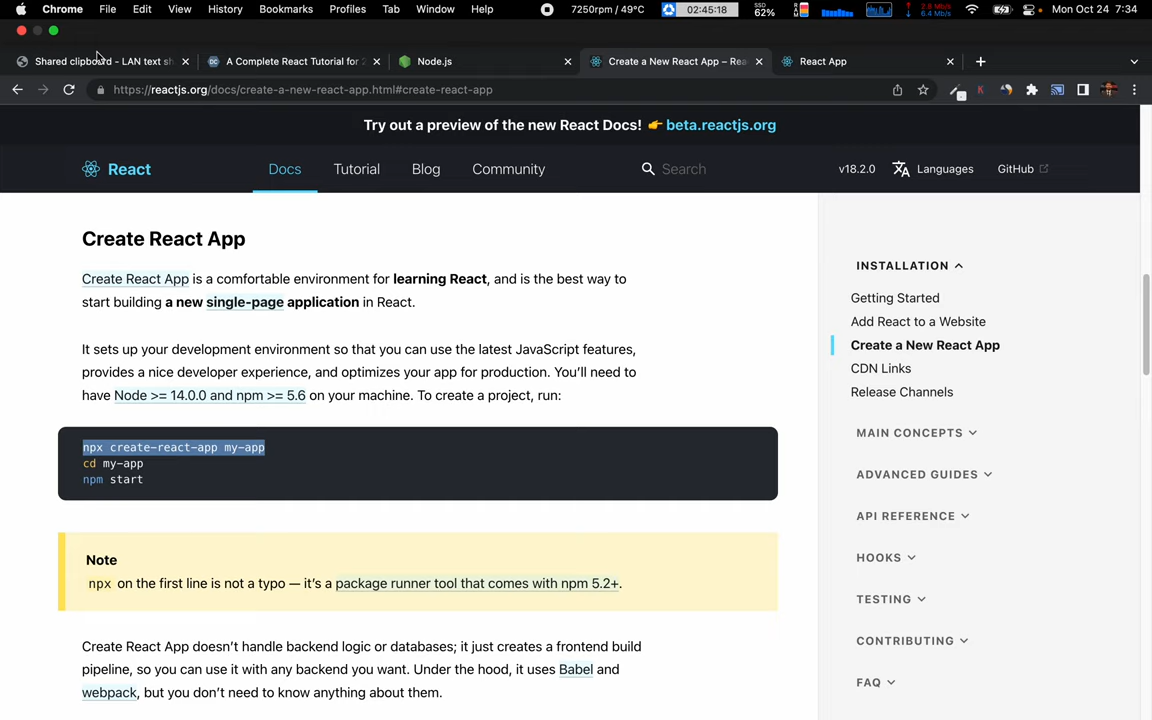 Chrome File Edit View History Bookmarks Profiles Tab Window Help 7250rpm / 49°C 02:45:18 SSD 62% Mon Oct 24 7:34
Shared clipboard - LAN text s A Complete React Tutorial for Node.js Create a New React App – Rea React App
https://reactjs.org/docs/create-a-new-react-app.html#create-react-app
Try out a preview of the new React Docs! 👉 beta.reactjs.org
React Docs Tutorial Blog Community Search v18.2.0 Languages GitHub
Create React App
Create React App is a comfortable environment for learning React, and is the best way to
start building a new single-page application in React.
It sets up your development environment so that you can use the latest JavaScript features,
provides a nice developer experience, and optimizes your app for production. You’ll need to
have Node >= 14.0.0 and npm >= 5.6 on your machine. To create a project, run:
npx create-react-app my-app
cd my-app
npm start
Note
npx on the first line is not a typo — it’s a package runner tool that comes with npm 5.2+.
Create React App doesn’t handle backend logic or databases; it just creates a frontend build
pipeline, so you can use it with any backend you want. Under the hood, it uses Babel and
webpack, but you don’t need to know anything about them.
INSTALLATION
Getting Started
Add React to a Website
Create a New React App
CDN Links
Release Channels
MAIN CONCEPTS
ADVANCED GUIDES
API REFERENCE
HOOKS
TESTING
CONTRIBUTING
FAQ